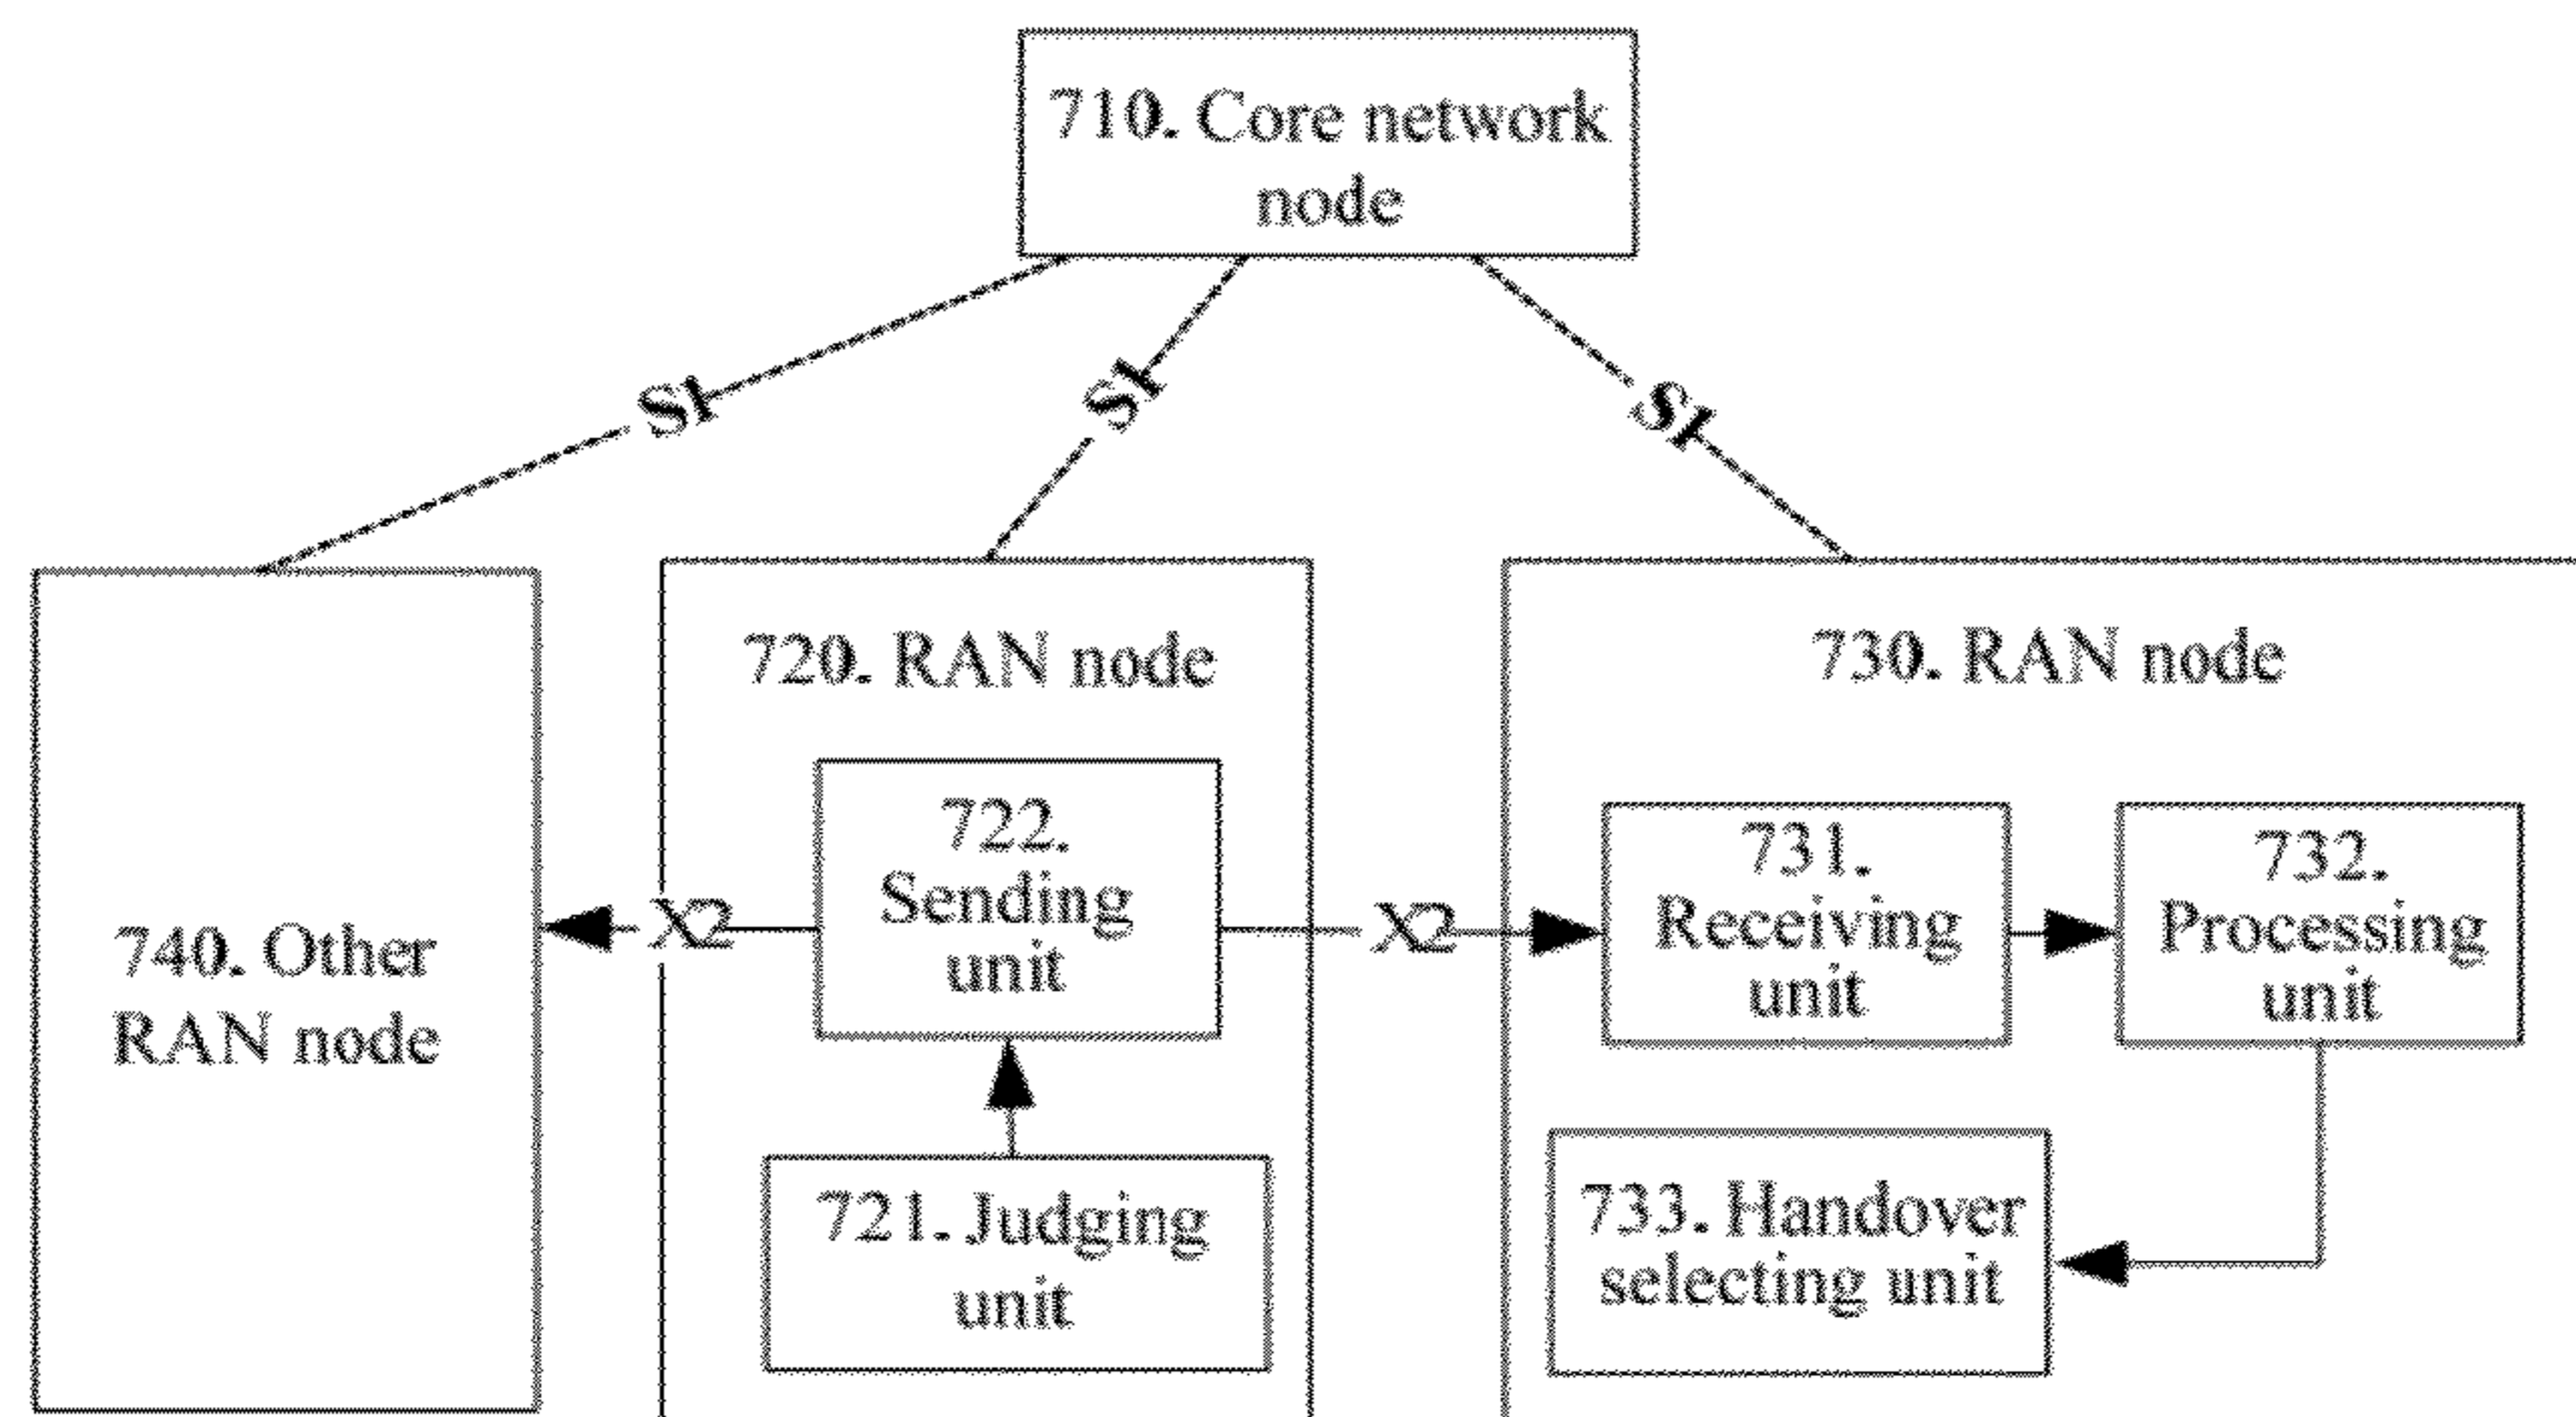 710. Core network
node
S1
S1
S1
720. RAN node
730. RAN node
722.
Sending
unit
731.
Receiving
unit
732.
Processing
unit
X2
X2
740. Other
RAN node
721. Judging
unit
733. Handover
selecting unit